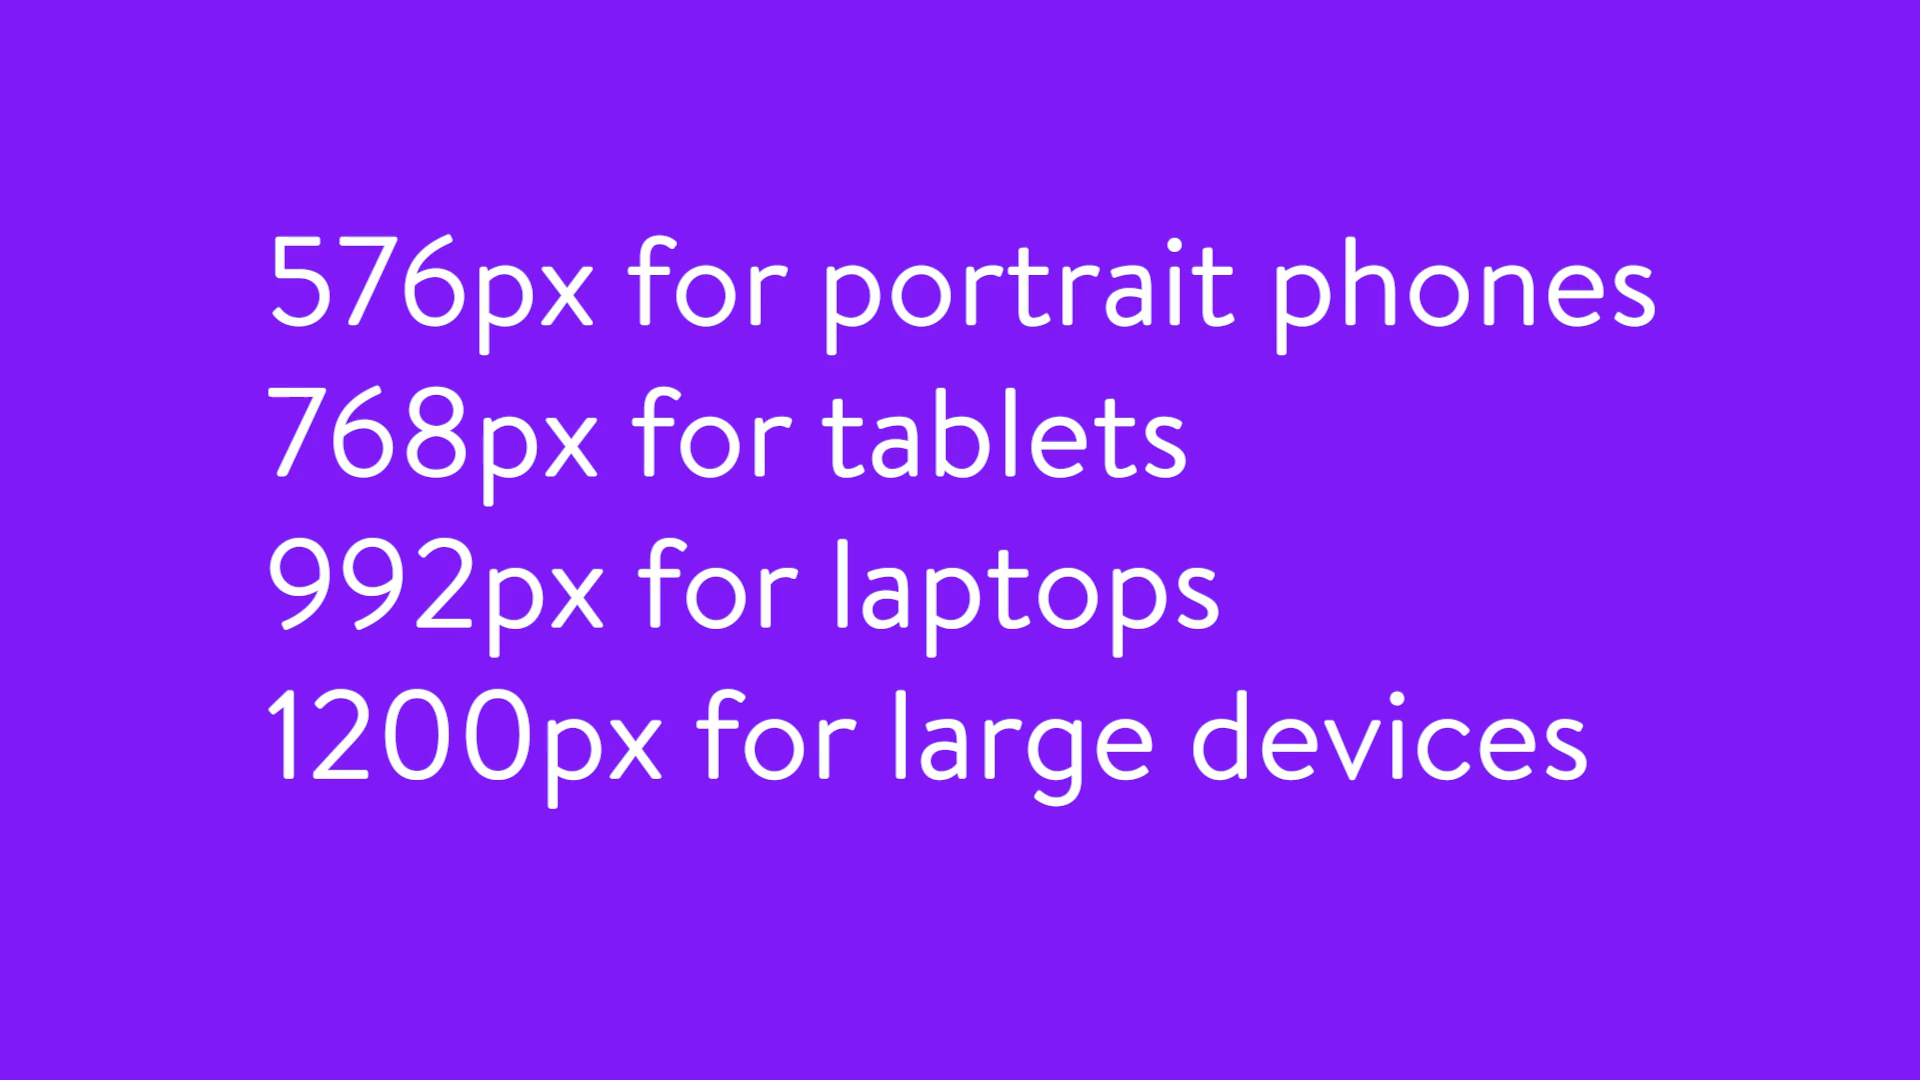 576px for portrait phones
768px for tablets
992px for laptops
1200px for large devices